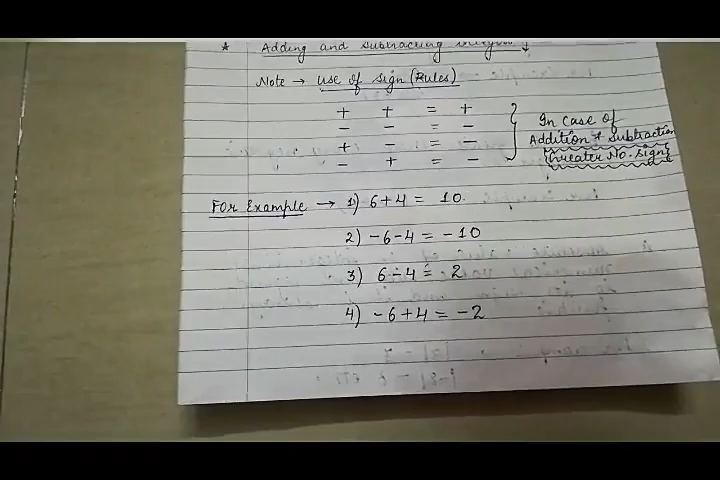 * Adding and subtracting integers ↓
Note → use of sign (Rules)
+ + = +
- - = -
+ - = -
- + = -
In case of
Addition & subtraction
Greater No. sign
For Example → 1) 6+4 = 10.
2) -6-4 = -10
3) 6-4 = 2
4) -6+4 = -2